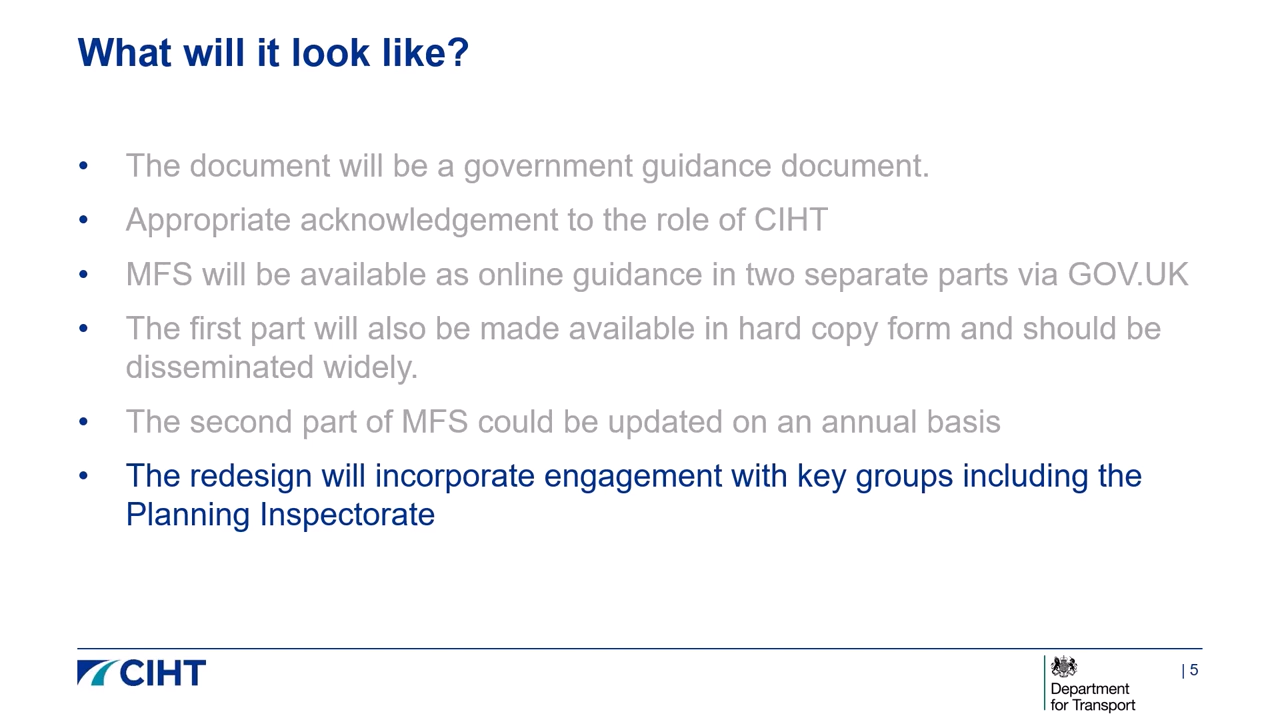 What will it look like?
• The document will be a government guidance document.
• Appropriate acknowledgement to the role of CIHT
• MFS will be available as online guidance in two separate parts via GOV.UK
• The first part will also be made available in hard copy form and should be
disseminated widely.
• The second part of MFS could be updated on an annual basis
• The redesign will incorporate engagement with key groups including the
Planning Inspectorate
CIHT
Department
for Transport
| 5